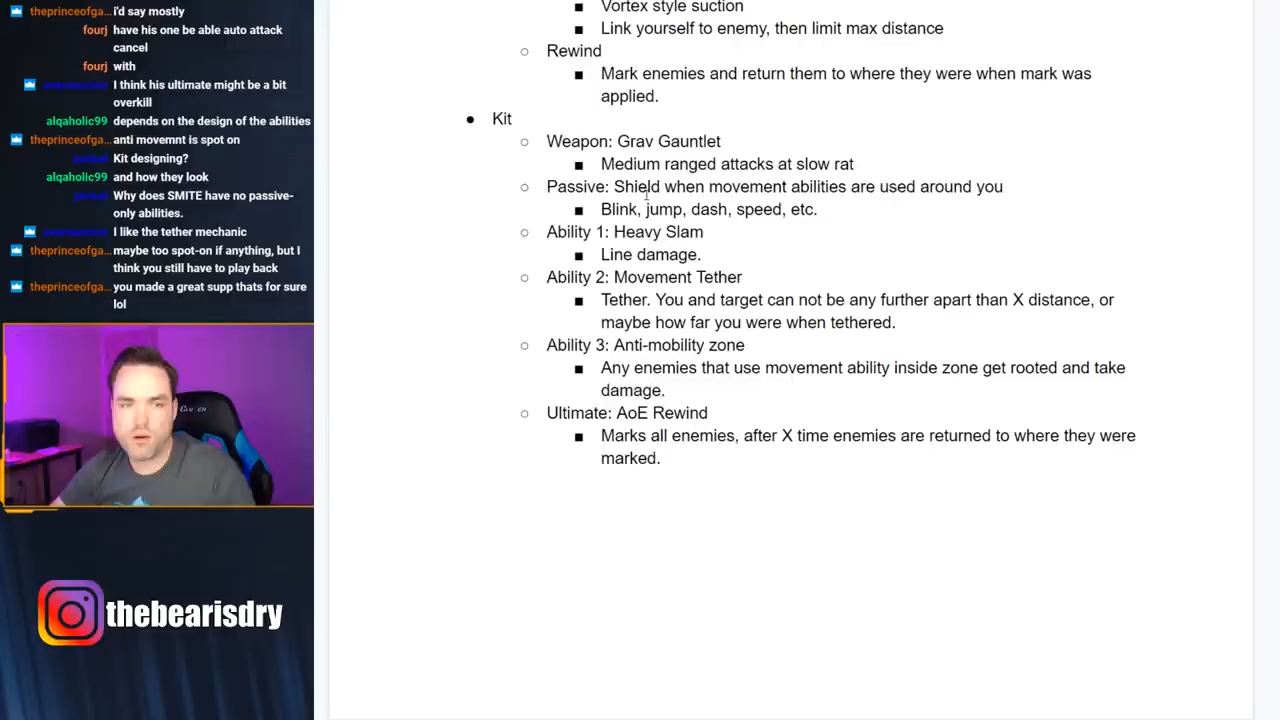 theprinceofga... i'd say mostly
fourj have his one be able auto attack
cancel
fourj with
I think his ultimate might be a bit
overkill
alqaholic99 depends on the design of the abilities
theprinceofga... anti movemnt is spot on
Kit designing?
alqaholic99 and how they look
Why does SMITE have no passive-
only abilities.
I like the tether mechanic
theprinceofga... maybe too spot-on if anything, but I
think you still have to play back
theprinceofga... you made a great supp thats for sure
lol
thebearisdry
Vortex style suction
Link yourself to enemy, then limit max distance
Rewind
Mark enemies and return them to where they were when mark was
applied.
Kit
Weapon: Grav Gauntlet
Medium ranged attacks at slow rat
Passive: Shield when movement abilities are used around you
Blink, jump, dash, speed, etc.
Ability 1: Heavy Slam
Line damage.
Ability 2: Movement Tether
Tether. You and target can not be any further apart than X distance, or
maybe how far you were when tethered.
Ability 3: Anti-mobility zone
Any enemies that use movement ability inside zone get rooted and take
damage.
Ultimate: AoE Rewind
Marks all enemies, after X time enemies are returned to where they were
marked.